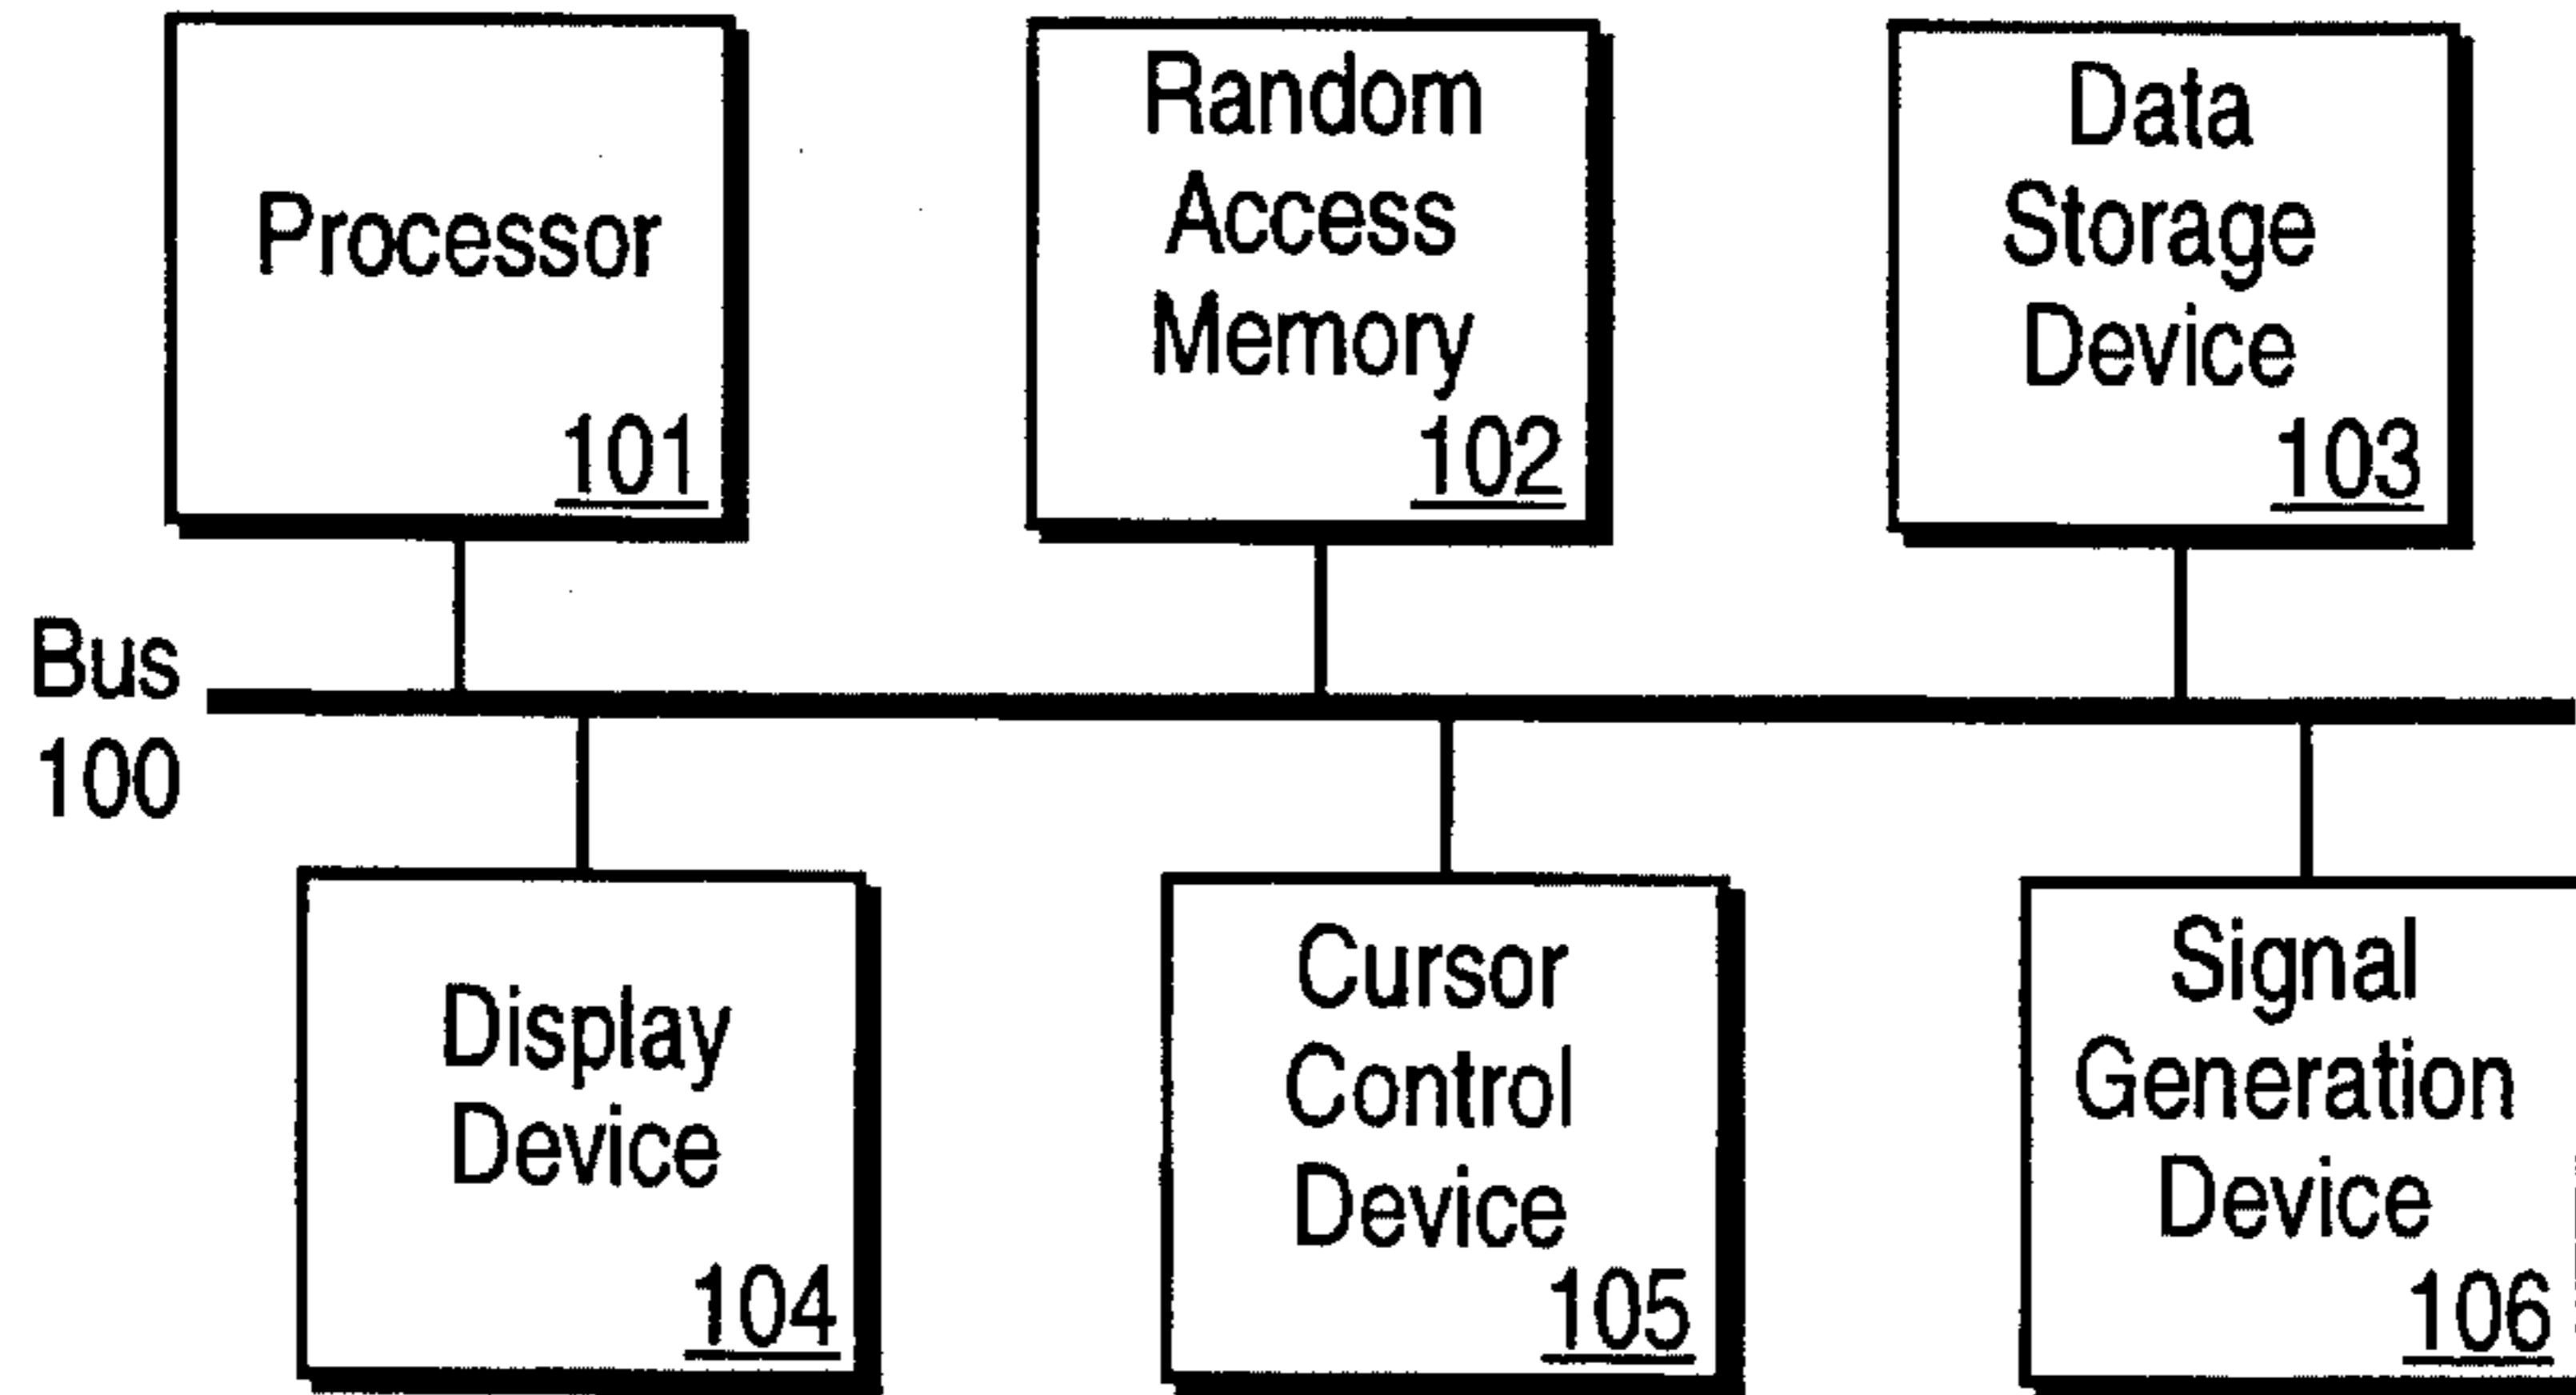 Processor
101
Random
Access
Memory
102
Data
Storage
Device
103
Bus
100
Display
Device
104
Cursor
Control
Device
105
Signal
Generation
Device
106